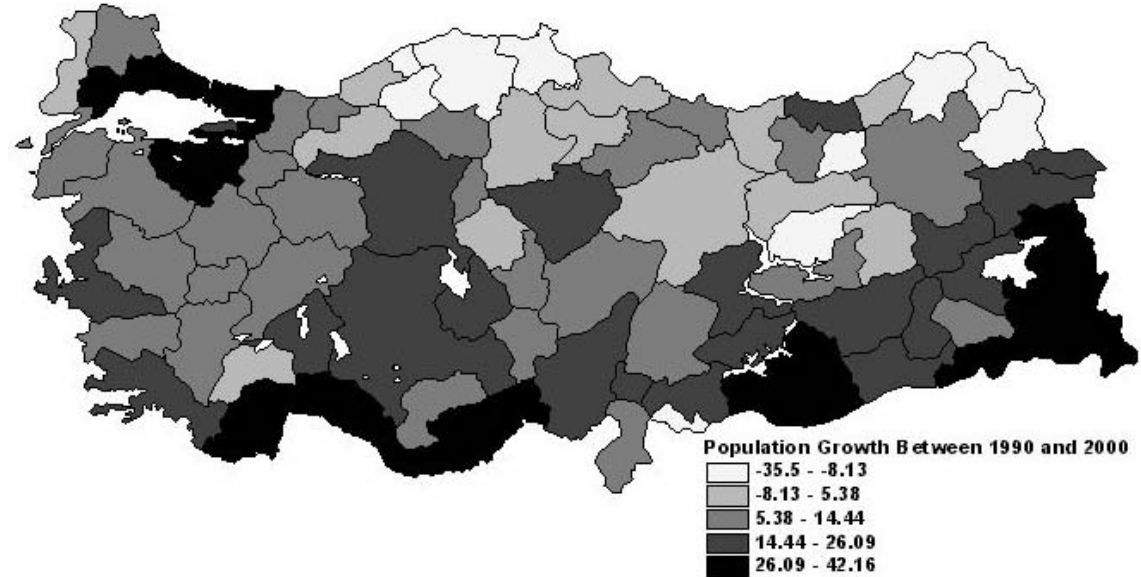 Population Growth Between 1990 and 2000
-35.5 - -8.13
-8.13 - 5.38
5.38 - 14.44
14.44 - 26.09
26.09 - 42.16